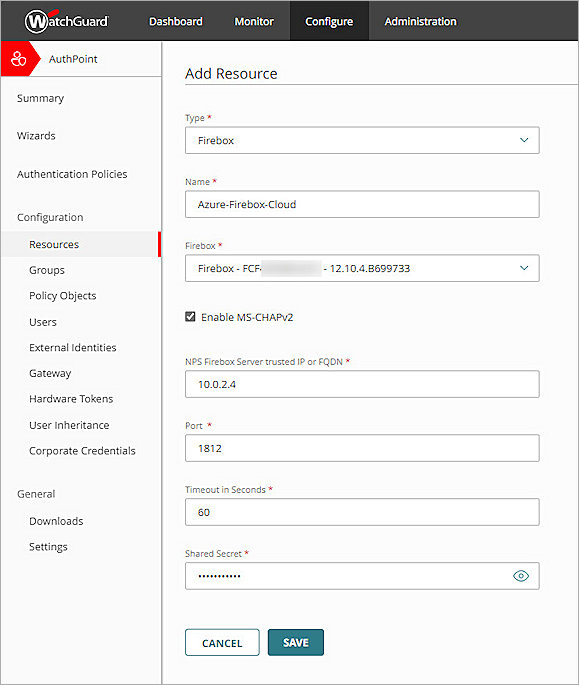 WatchGuard Dashboard Monitor Configure Administration
AuthPoint
Summary
Wizards
Authentication Policies
Configuration
Resources
Groups
Policy Objects
Users
External Identities
Gateway
Hardware Tokens
User Inheritance
Corporate Credentials
General
Downloads
Settings
Add Resource
Type *
Firebox
Name *
Azure-Firebox-Cloud
Firebox *
Firebox - FCF - 12.10.4.B699733
Enable MS-CHAPv2
NPS Firebox Server trusted IP or FQDN *
10.0.2.4
Port *
1812
Timeout in Seconds *
60
Shared Secret *
•••••••••••
CANCEL SAVE